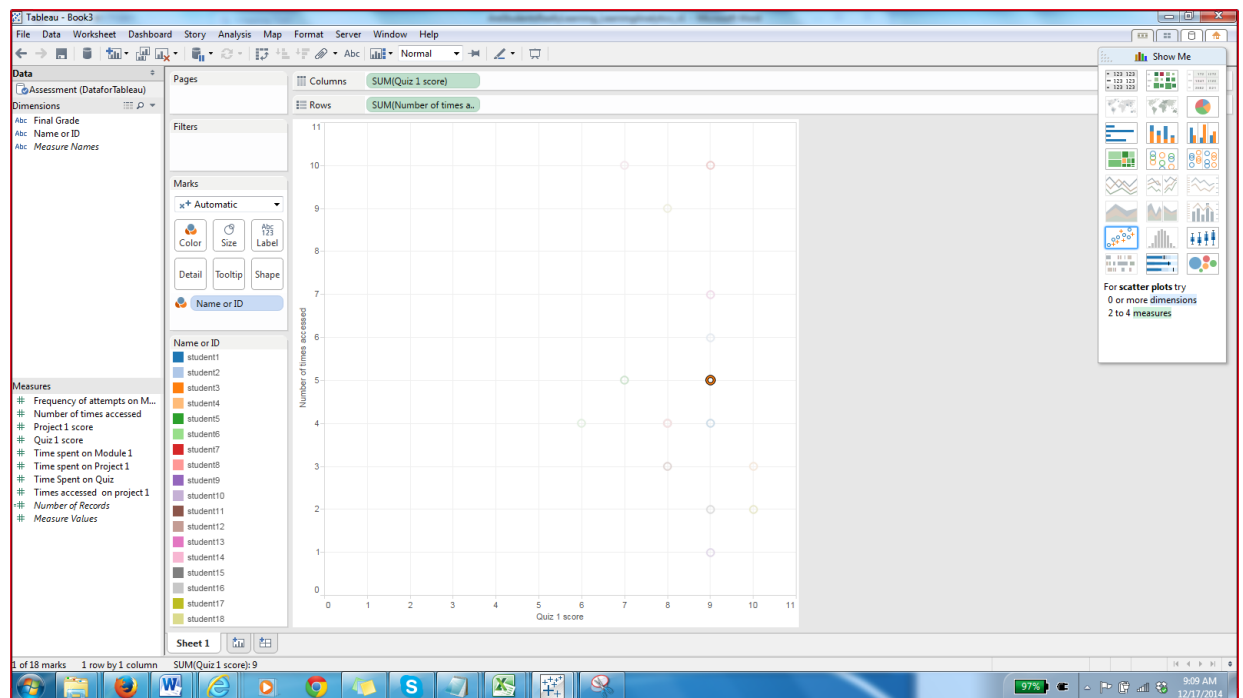 Tableau - Book3
File Data Worksheet Dashboard Story Analysis Map Format Server Window Help
Abc Normal
Data
Assessment (DataforTableau)
Dimensions
Abc Final Grade
Abc Name or ID
Abc Measure Names
Measures
# Frequency of attempts on M...
# Number of times accessed
# Project 1 score
# Quiz 1 score
# Time spent on Module 1
# Time spent on Project 1
# Time Spent on Quiz
# Times accessed on project 1
=# Number of Records
# Measure Values
Pages
Filters
Marks
Automatic
Color Size Abc 123 Label
Detail Tooltip Shape
Name or ID
Name or ID
student1
student2
student3
student4
student5
student6
student7
student8
student9
student10
student11
student12
student13
student14
student15
student16
student17
student18
Columns SUM(Quiz 1 score)
Rows SUM(Number of times a..
Number of times accessed
11
10
9
8
7
6
5
4
3
2
1
0
0 1 2 3 4 5 6 7 8 9 10 11
Quiz 1 score
Show Me
123 123
123 123
123 123
For scatter plots try
0 or more dimensions
2 to 4 measures
Sheet 1
1 of 18 marks 1 row by 1 column SUM(Quiz 1 score): 9
97%
9:09 AM
12/17/2014